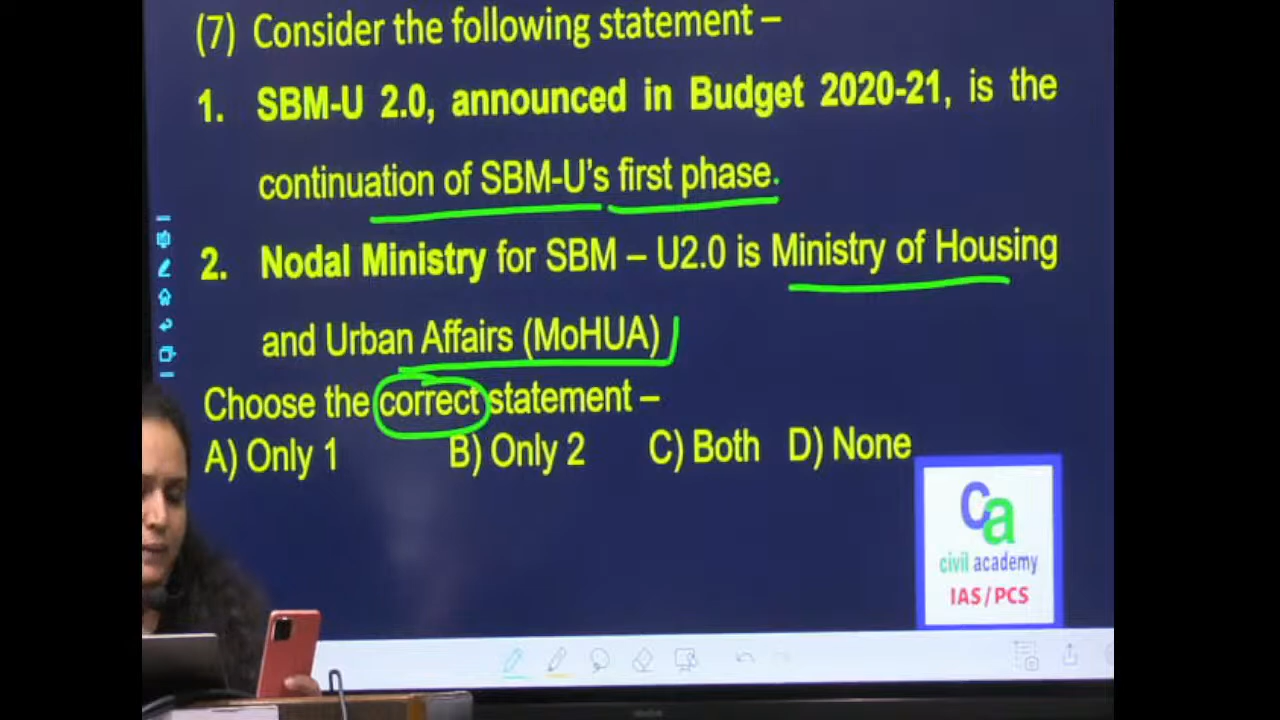 (7) Consider the following statement –
1. SBM-U 2.0, announced in Budget 2020-21, is the
continuation of SBM-U's first phase.
2. Nodal Ministry for SBM – U2.0 is Ministry of Housing
and Urban Affairs (MoHUA)
Choose the correct statement –
A) Only 1 B) Only 2 C) Both D) None
ca
civil academy
IAS/PCS